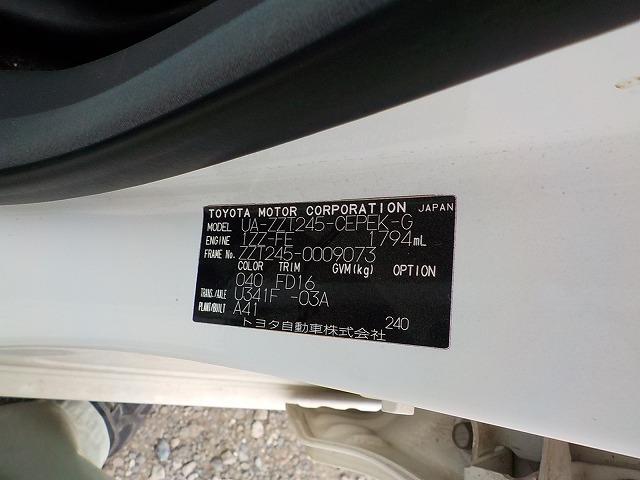 TOYOTA MOTOR CORPORATION JAPAN
MODEL UA-ZZT245-CEPEK-G
ENGINE 1ZZ-FE 1794mL
FRAME No. ZZT245-0009073
COLOR TRIM GVM(kg) OPTION
040 FD16
TRANS./AXLE U341F -03A
PLANT/BUILT A41
トヨタ自動車株式会社 240